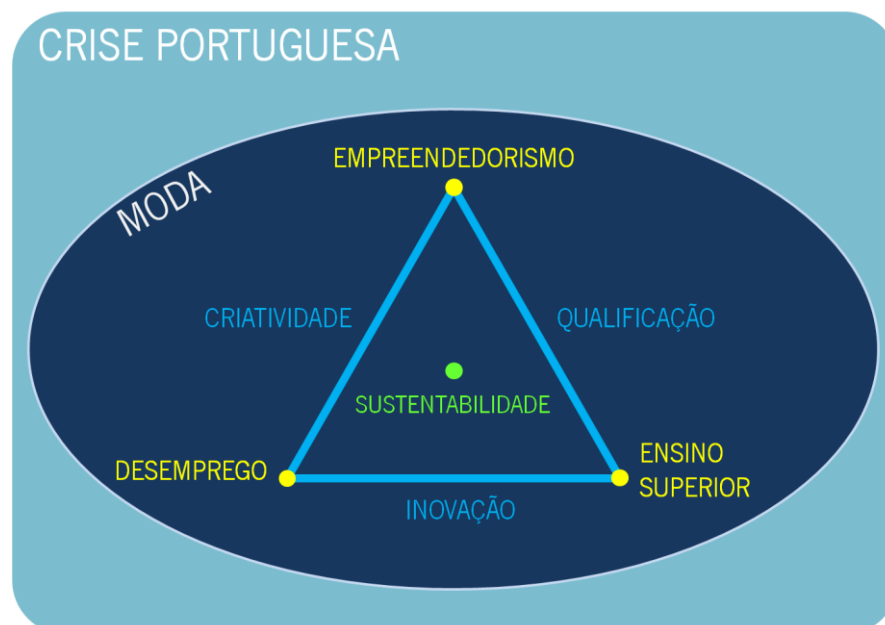 CRISE PORTUGUESA
EMPREENDEDORISMO
MODA
CRIATIVIDADE
QUALIFICAÇÃO
SUSTENTABILIDADE
DESEMPREGO
ENSINO
SUPERIOR
INOVAÇÃO